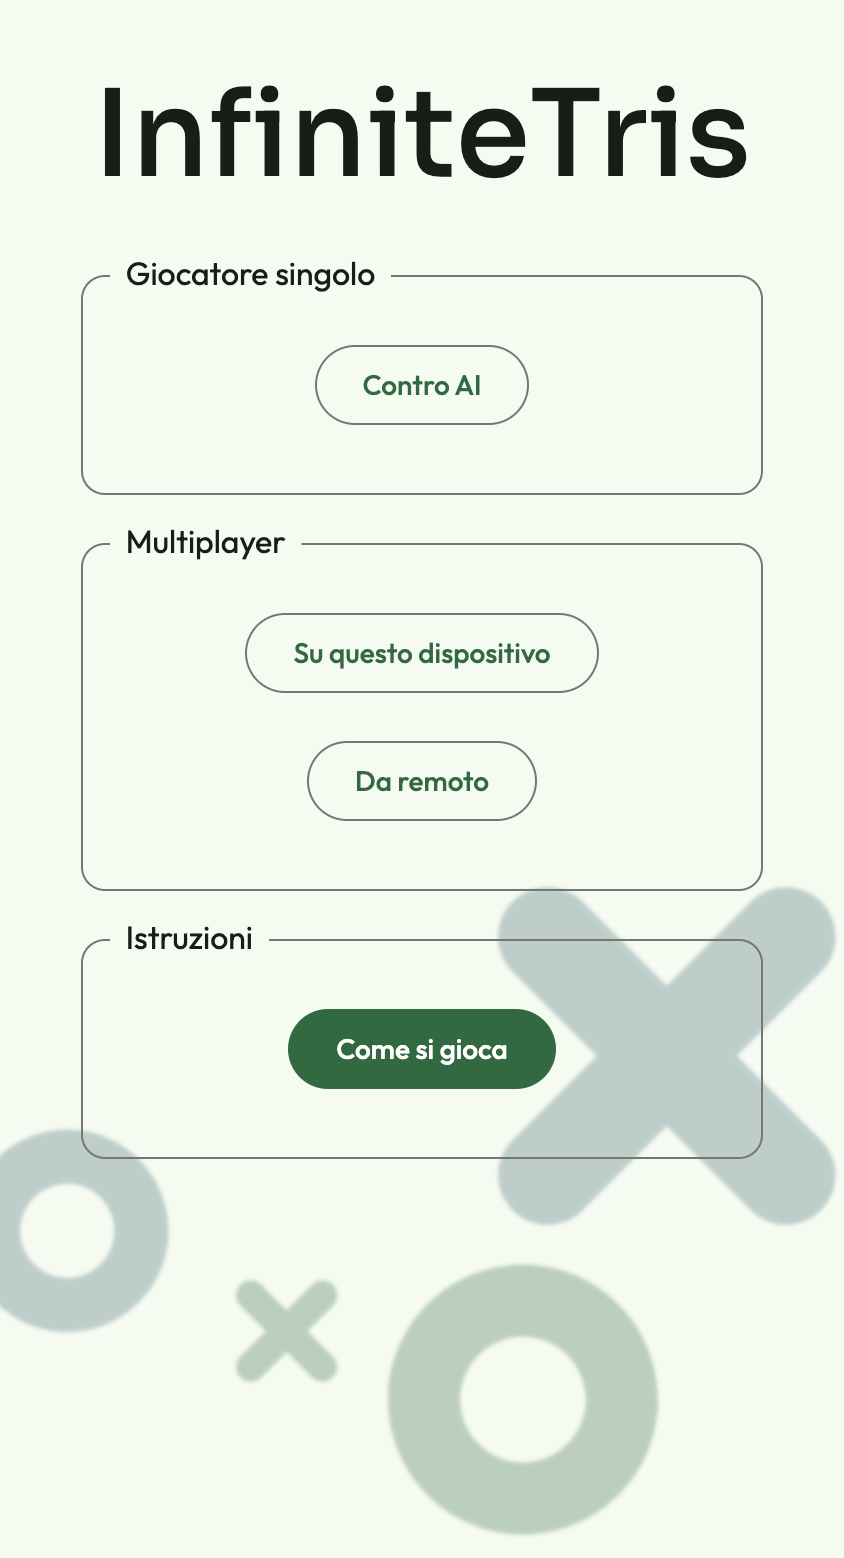 InfiniteTris
Giocatore singolo
Contro AI
Multiplayer
Su questo dispositivo
Da remoto
Istruzioni
Come si gioca